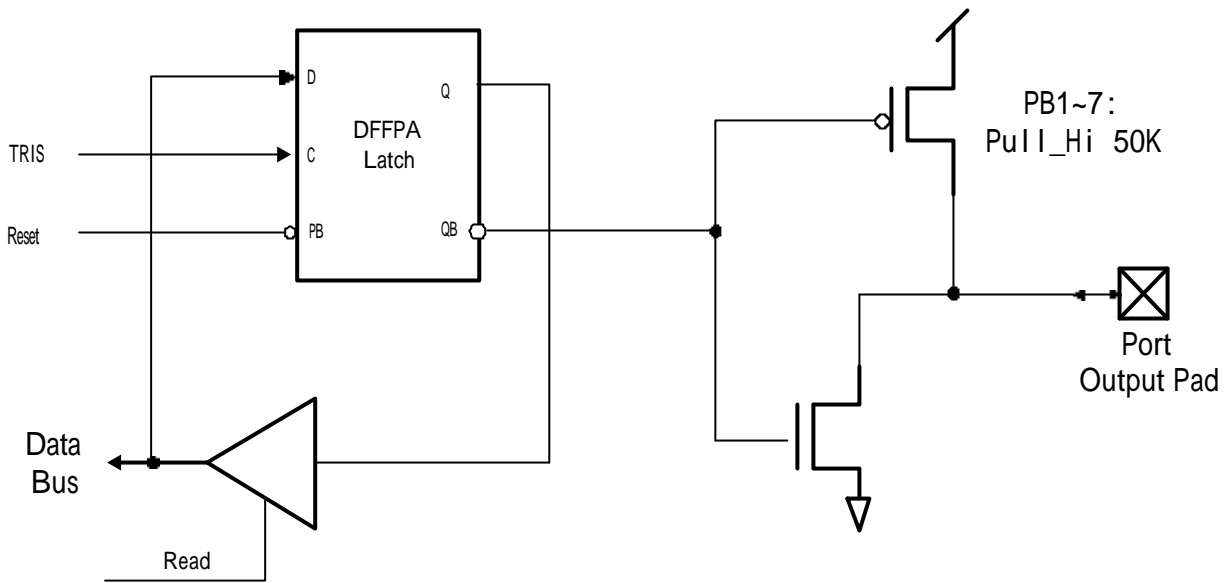 D
Q
DFFPA
Latch
TRIS
C
Reset
PB
QB
PB1~7:
Pull_Hi 50K
Port
Output Pad
Data
Bus
Read